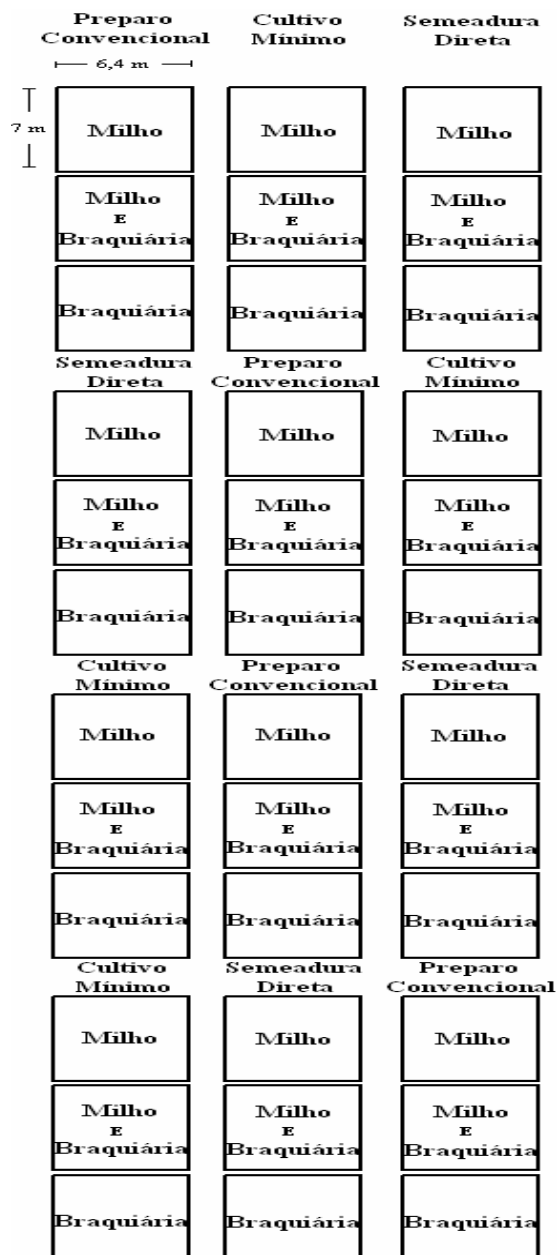 Preparo Cultivo Semeadura
Convencional Mínimo Direta
6,4 m
7 m
Milho Milho Milho
Milho Milho Milho
E E E
Braquiária Braquiária Braquiária
Braquiária Braquiária Braquiária
Semeadura Preparo Cultivo
Direta Convencional Mínimo
Milho Milho Milho
Milho Milho Milho
E E E
Braquiária Braquiária Braquiária
Braquiária Braquiária Braquiária
Cultivo Preparo Semeadura
Mínimo Convencional Direta
Milho Milho Milho
Milho Milho Milho
E E E
Braquiária Braquiária Braquiária
Braquiária Braquiária Braquiária
Cultivo Semeadura Preparo
Mínimo Direta Convencional
Milho Milho Milho
Milho Milho Milho
E E E
Braquiária Braquiária Braquiária
Braquiária Braquiária Braquiária